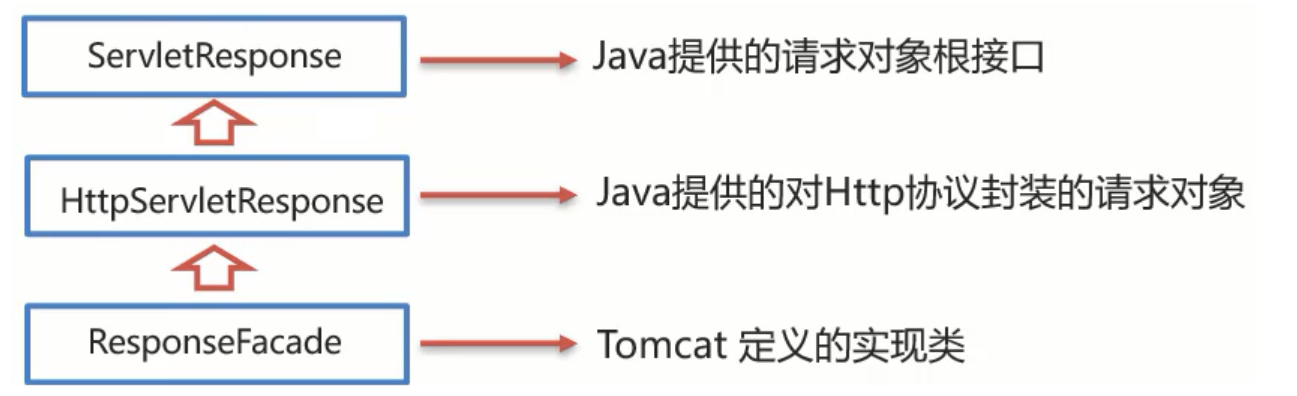 ServletResponse
Java提供的请求对象根接口
HttpServletResponse
Java提供的对Http协议封装的请求对象
ResponseFacade
Tomcat 定义的实现类